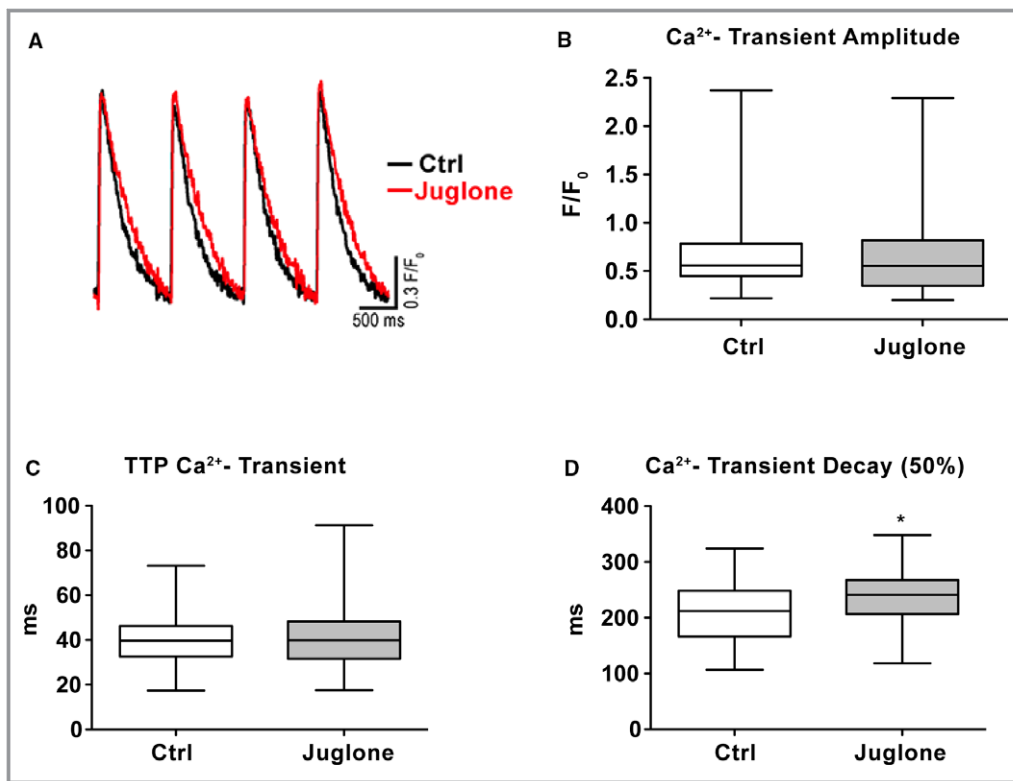 A
Ctrl
Juglone
0.3 F/F₀
500 ms
B
Ca²⁺- Transient Amplitude
F/F₀
2.5
2.0
1.5
1.0
0.5
0.0
Ctrl Juglone
C
TTP Ca²⁺- Transient
ms
100
80
60
40
20
0
Ctrl Juglone
D
Ca²⁺- Transient Decay (50%)
ms
400
300
200
100
0
*
Ctrl Juglone